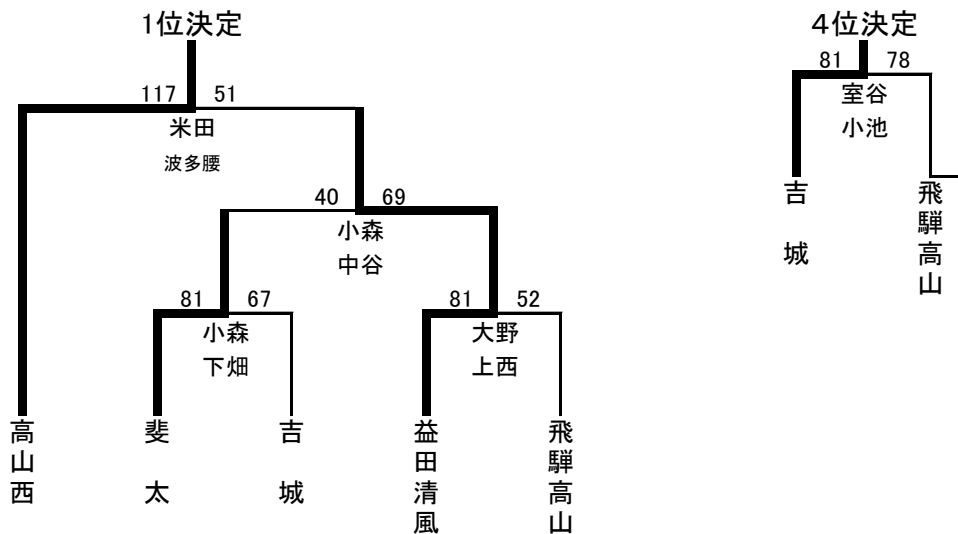 1位決定
117 51
米田
波多腰
40 69
小森
中谷
81 67
小森
下畑
81 52
大野
上西
高山西
斐太
吉城
益田清風
飛騨高山
4位決定
81 78
室谷
小池
吉城
飛騨高山